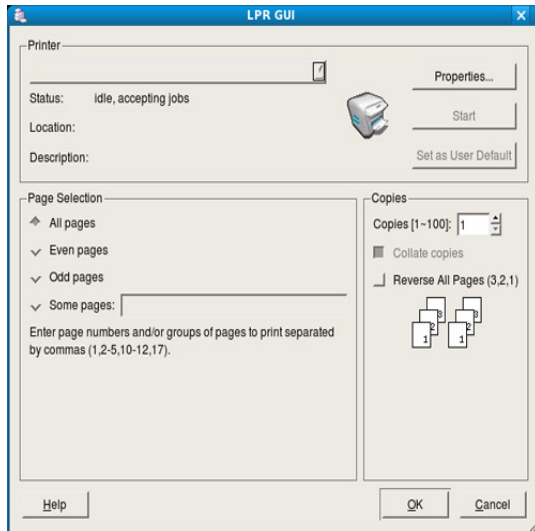 LPR GUI
Printer
Properties...
Status: idle, accepting jobs
Start
Location:
Description:
Set as User Default
Page Selection
All pages
Even pages
Odd pages
Some pages:
Enter page numbers and/or groups of pages to print separated
by commas (1,2-5,10-12,17).
Copies
Copies [1~100]: 1
Collate copies
Reverse All Pages (3,2,1)
3 3
2 2
1 1
Help
OK
Cancel